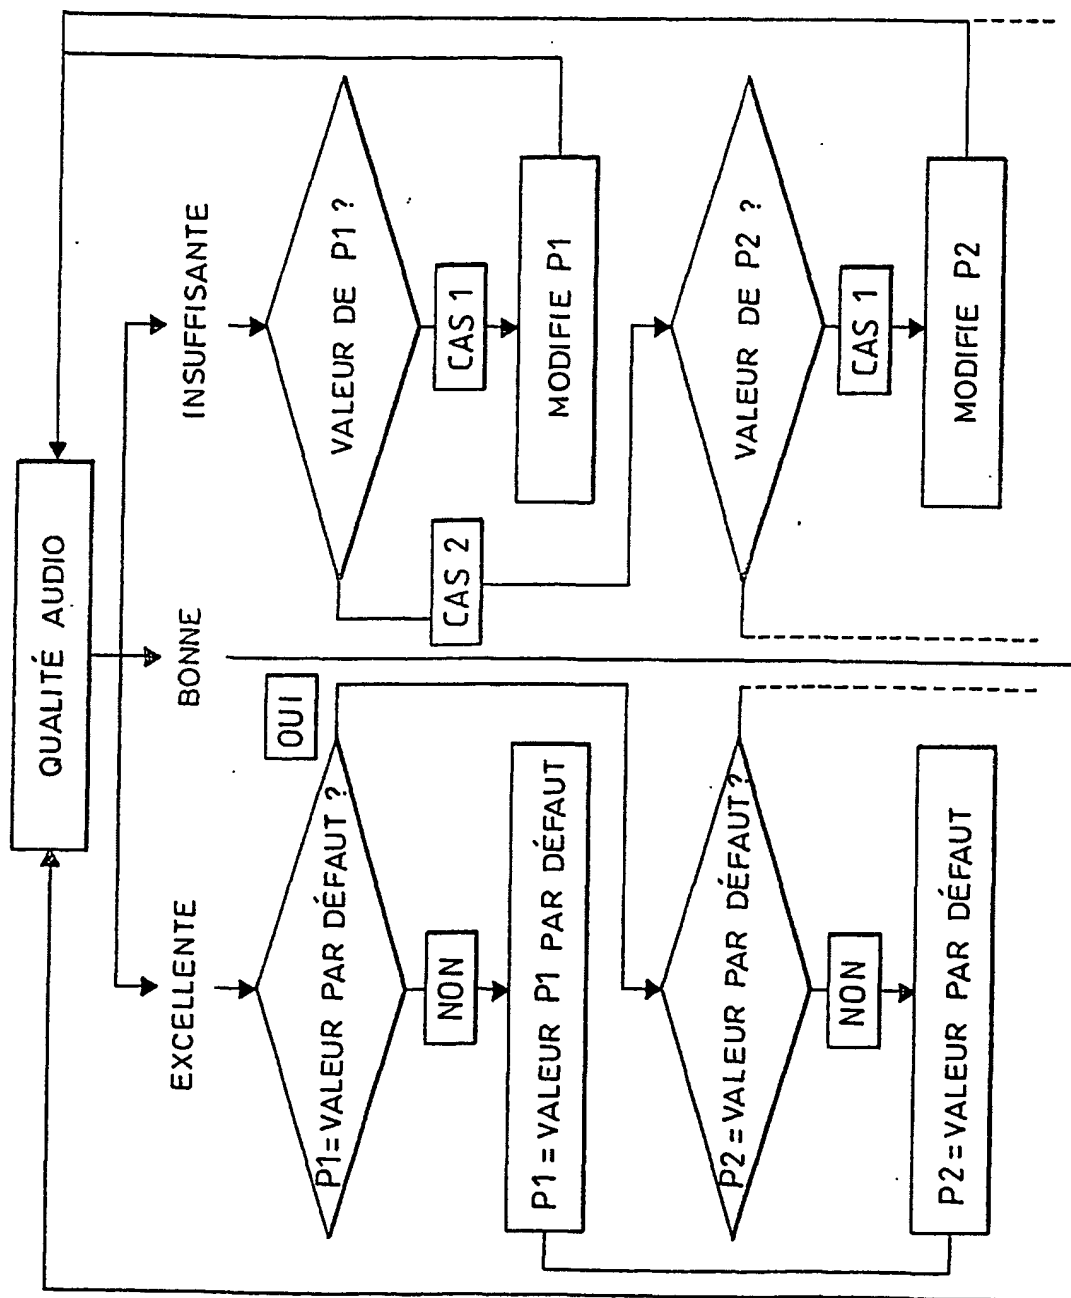 QUALITÉ AUDIO
EXCELLENTE
BONNE
INSUFFISANTE
P1=VALEUR PAR DÉFAUT ?
OUI
VALEUR DE P1 ?
NON
CAS 2
CAS 1
P1 = VALEUR P1 PAR DÉFAUT
MODIFIE P1
P2=VALEUR PAR DÉFAUT?
VALEUR DE P2 ?
NON
CAS 1
P2=VALEUR PAR DÉFAUT
MODIFIE P2